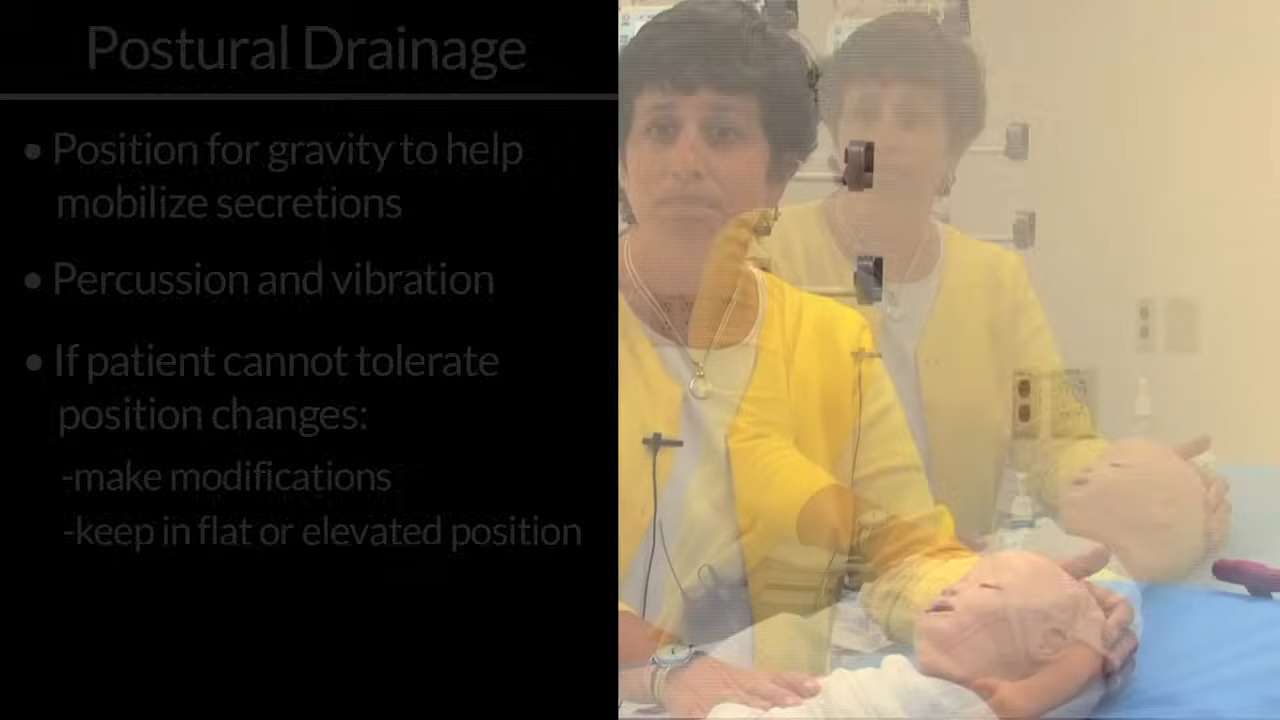 Postural Drainage
• Position for gravity to help
mobilize secretions
• Percussion and vibration
• If patient cannot tolerate
position changes:
-make modifications
-keep in flat or elevated position